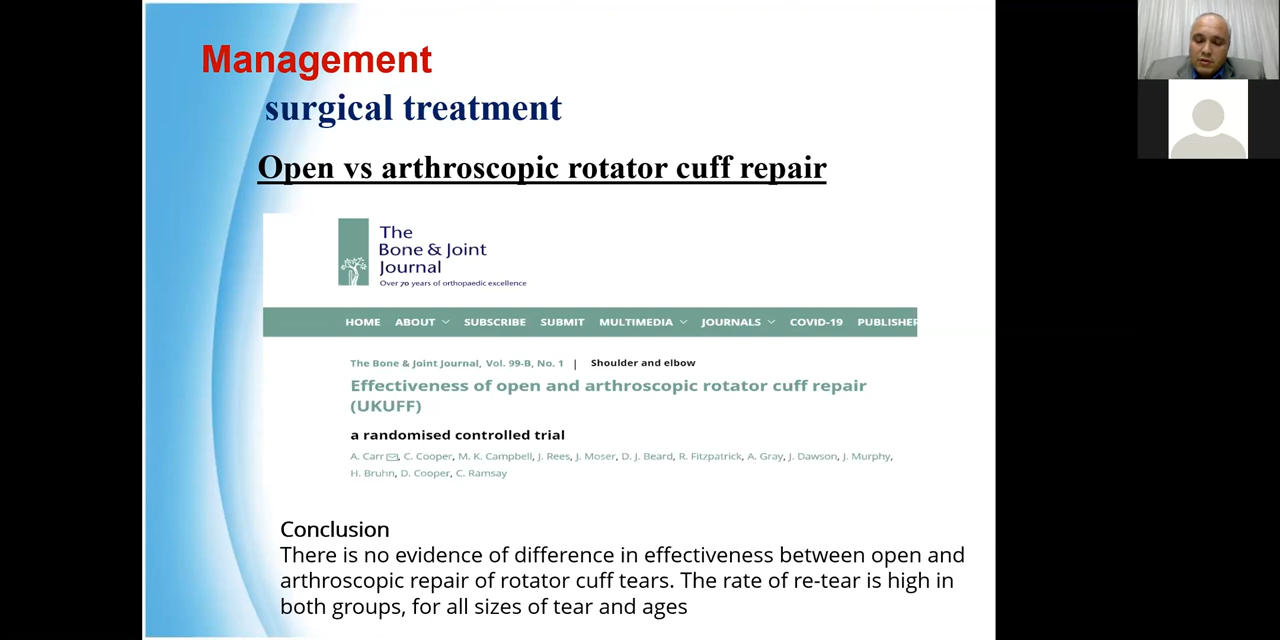 Management
surgical treatment
Open vs arthroscopic rotator cuff repair
The
Bone & Joint
Journal
Over 70 years of orthopaedic excellence
HOME ABOUT SUBSCRIBE SUBMIT MULTIMEDIA JOURNALS COVID-19 PUBLISHER
The Bone & Joint Journal, Vol. 99-B, No. 1 | Shoulder and elbow
Effectiveness of open and arthroscopic rotator cuff repair
(UKUFF)
a randomised controlled trial
A. Carr, C. Cooper, M. K. Campbell, J. Rees, J. Moser, D. J. Beard, R. Fitzpatrick, A. Gray, J. Dawson, J. Murphy,
H. Bruhn, D. Cooper, C. Ramsay
Conclusion
There is no evidence of difference in effectiveness between open and
arthroscopic repair of rotator cuff tears. The rate of re-tear is high in
both groups, for all sizes of tear and ages